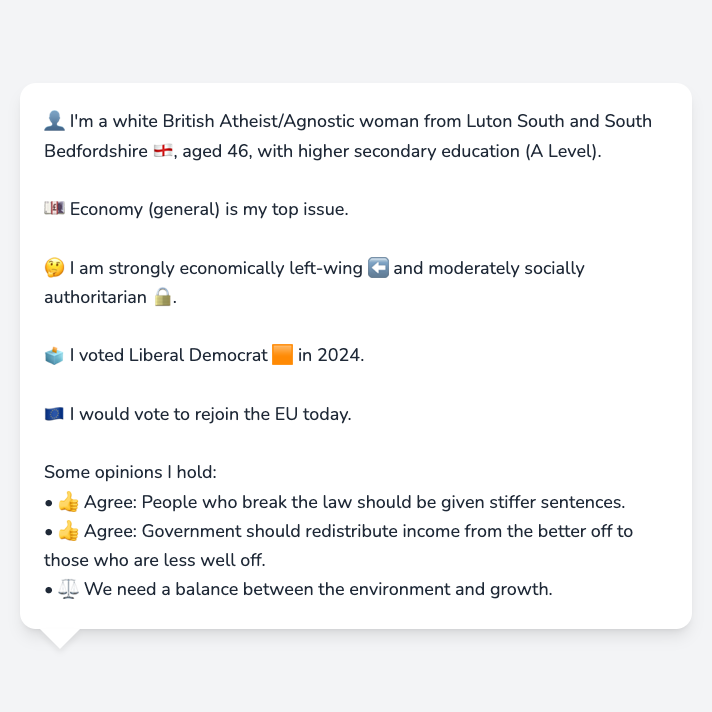 👤 I'm a white British Atheist/Agnostic woman from Luton South and South
Bedfordshire 🏴󠁧󠁢󠁥󠁮󠁧󠁿, aged 46, with higher secondary education (A Level).
💷 Economy (general) is my top issue.
🤔 I am strongly economically left-wing ⬅️ and moderately socially
authoritarian 🔒.
🗳️ I voted Liberal Democrat 🟧 in 2024.
🇪🇺 I would vote to rejoin the EU today.
Some opinions I hold:
• 👍 Agree: People who break the law should be given stiffer sentences.
• 👍 Agree: Government should redistribute income from the better off to
those who are less well off.
• ⚖️ We need a balance between the environment and growth.